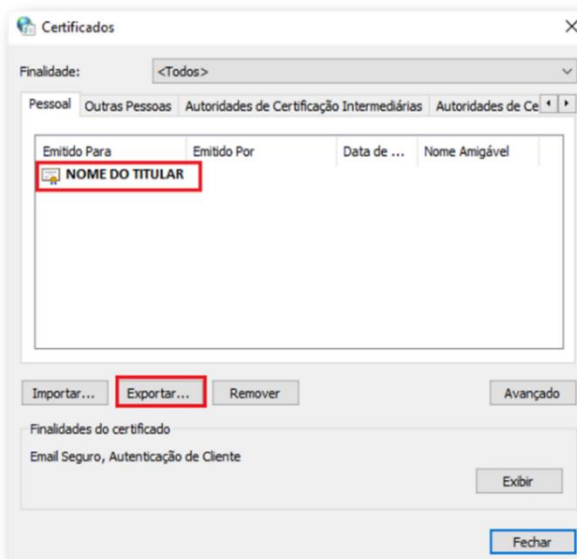 Certificados
Finalidade: <Todos>
Pessoal Outras Pessoas Autoridades de Certificação Intermediárias Autoridades de Ce
Emitido Para Emitido Por Data de ... Nome Amigável
NOME DO TITULAR
Importar... Exportar... Remover Avançado
Finalidades do certificado
Email Seguro, Autenticação de Cliente
Exibir
Fechar